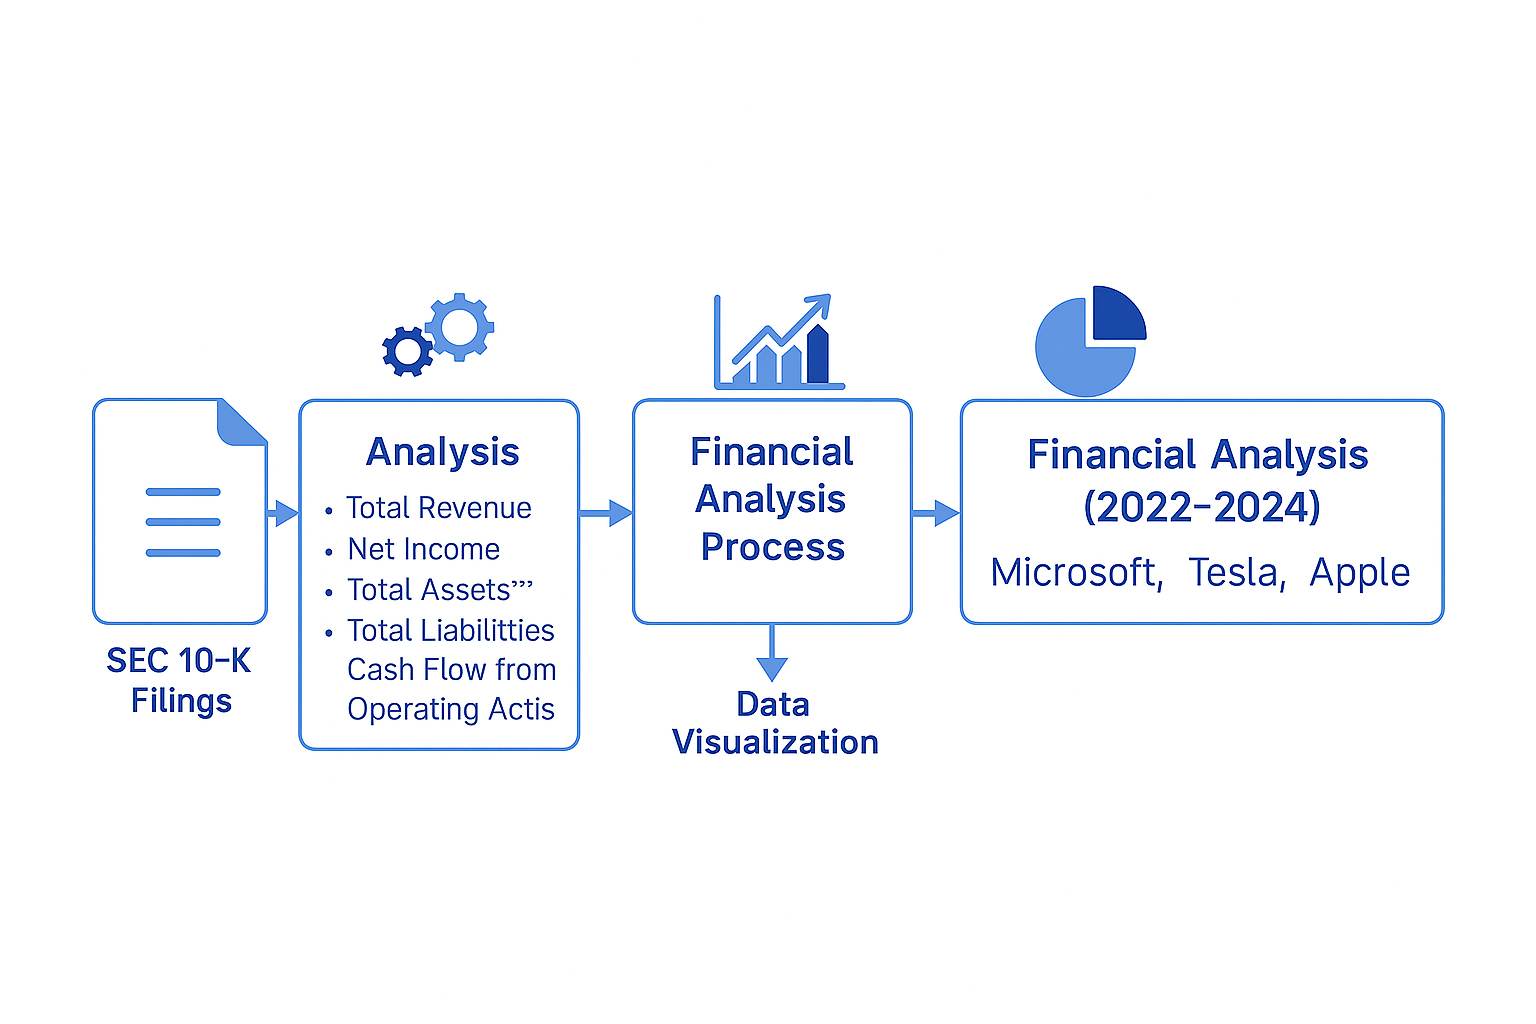 SEC 10-K
Filings
Analysis
• Total Revenue
• Net Income
• Total Assets"'
• Total Liabilitties
Cash Flow from
Operating Actis
Financial
Analysis
Process
Data
Visualization
Financial Analysis
(2022-2024)
Microsoft, Tesla, Apple